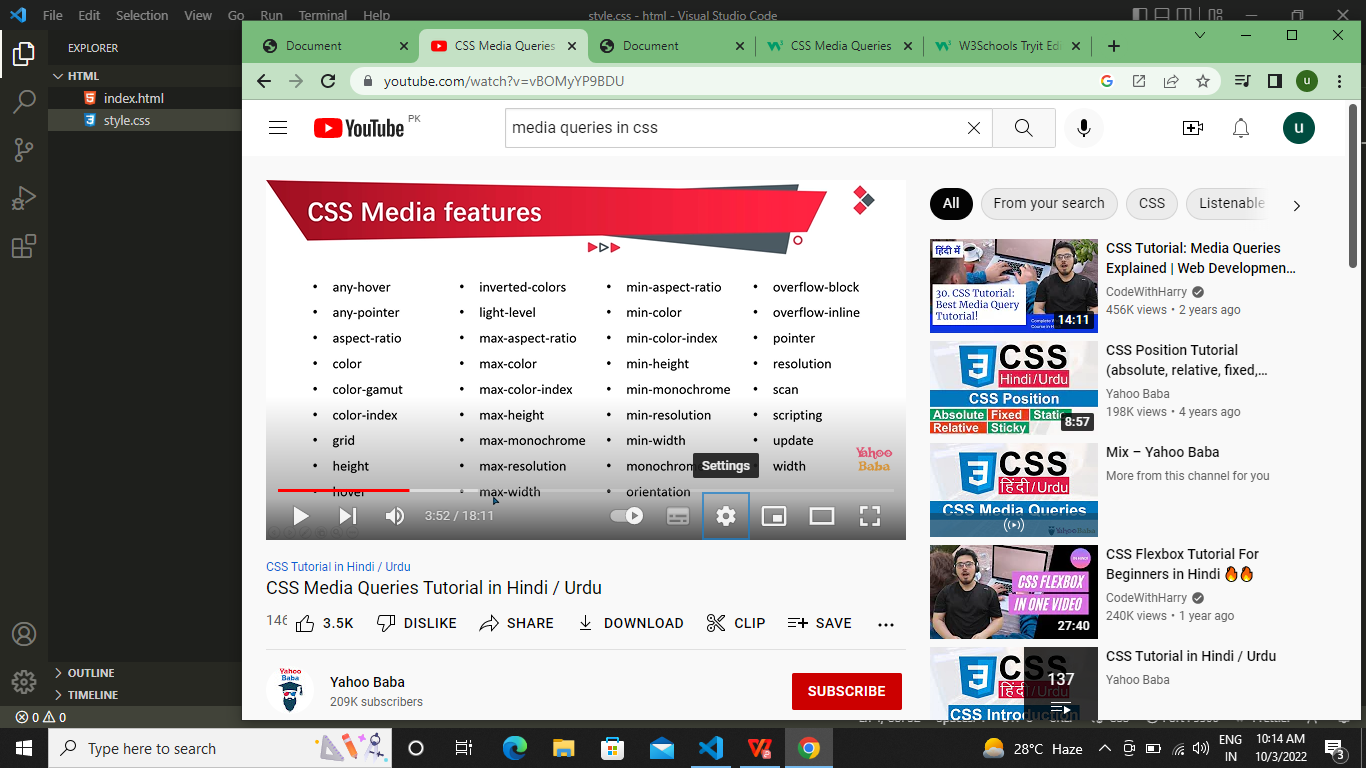 File Edit Selection View Go Run Terminal Help
style.css - html - Visual Studio Code
EXPLORER
HTML
index.html
style.css
OUTLINE
TIMELINE
0 0
Document
CSS Media Queries
Document
CSS Media Queries
W3Schools Tryit Edi
youtube.com/watch?v=vBOMyYP9BDU
u
YouTube PK
media queries in css
u
CSS Media features
any-hover
any-pointer
aspect-ratio
color
color-gamut
color-index
grid
height
hover
inverted-colors
light-level
max-aspect-ratio
max-color
max-color-index
max-height
max-monochrome
max-resolution
max-width
min-aspect-ratio
min-color
min-color-index
min-height
min-monochrome
min-resolution
min-width
monochrom
orientation
overflow-block
overflow-inline
pointer
resolution
scan
scripting
update
width
Yahoo
Baba
Settings
3:52 / 18:11
CSS Tutorial in Hindi / Urdu
CSS Media Queries Tutorial in Hindi / Urdu
146
3.5K DISLIKE SHARE DOWNLOAD CLIP SAVE
Yahoo
Baba
Yahoo Baba
209K subscribers
SUBSCRIBE
All From your search CSS Listenable
हिंदी में
30. CSS Tutorial:
Best Media Query
Tutorial!
14:11
CSS Tutorial: Media Queries
Explained | Web Developmen...
CodeWithHarry
456K views • 2 years ago
CSS
Hindi/Urdu
CSS Position
Absolute Fixed Static
Relative Sticky
8:57
CSS Position Tutorial
(absolute, relative, fixed,...
Yahoo Baba
198K views • 4 years ago
CSS
हिंदी/Urdu
CSS Media Queries
Yahoo Baba
Mix – Yahoo Baba
More from this channel for you
CSS FLEXBOX
IN ONE VIDEO
27:40
CSS Flexbox Tutorial For
Beginners in Hindi 🔥🔥
CodeWithHarry
240K views • 1 year ago
CSS
हिंदी
CSS Introduction
137
CSS Tutorial in Hindi / Urdu
Yahoo Baba
Type here to search
28°C Haze
ENG
IN
10:14 AM
10/3/2022
3